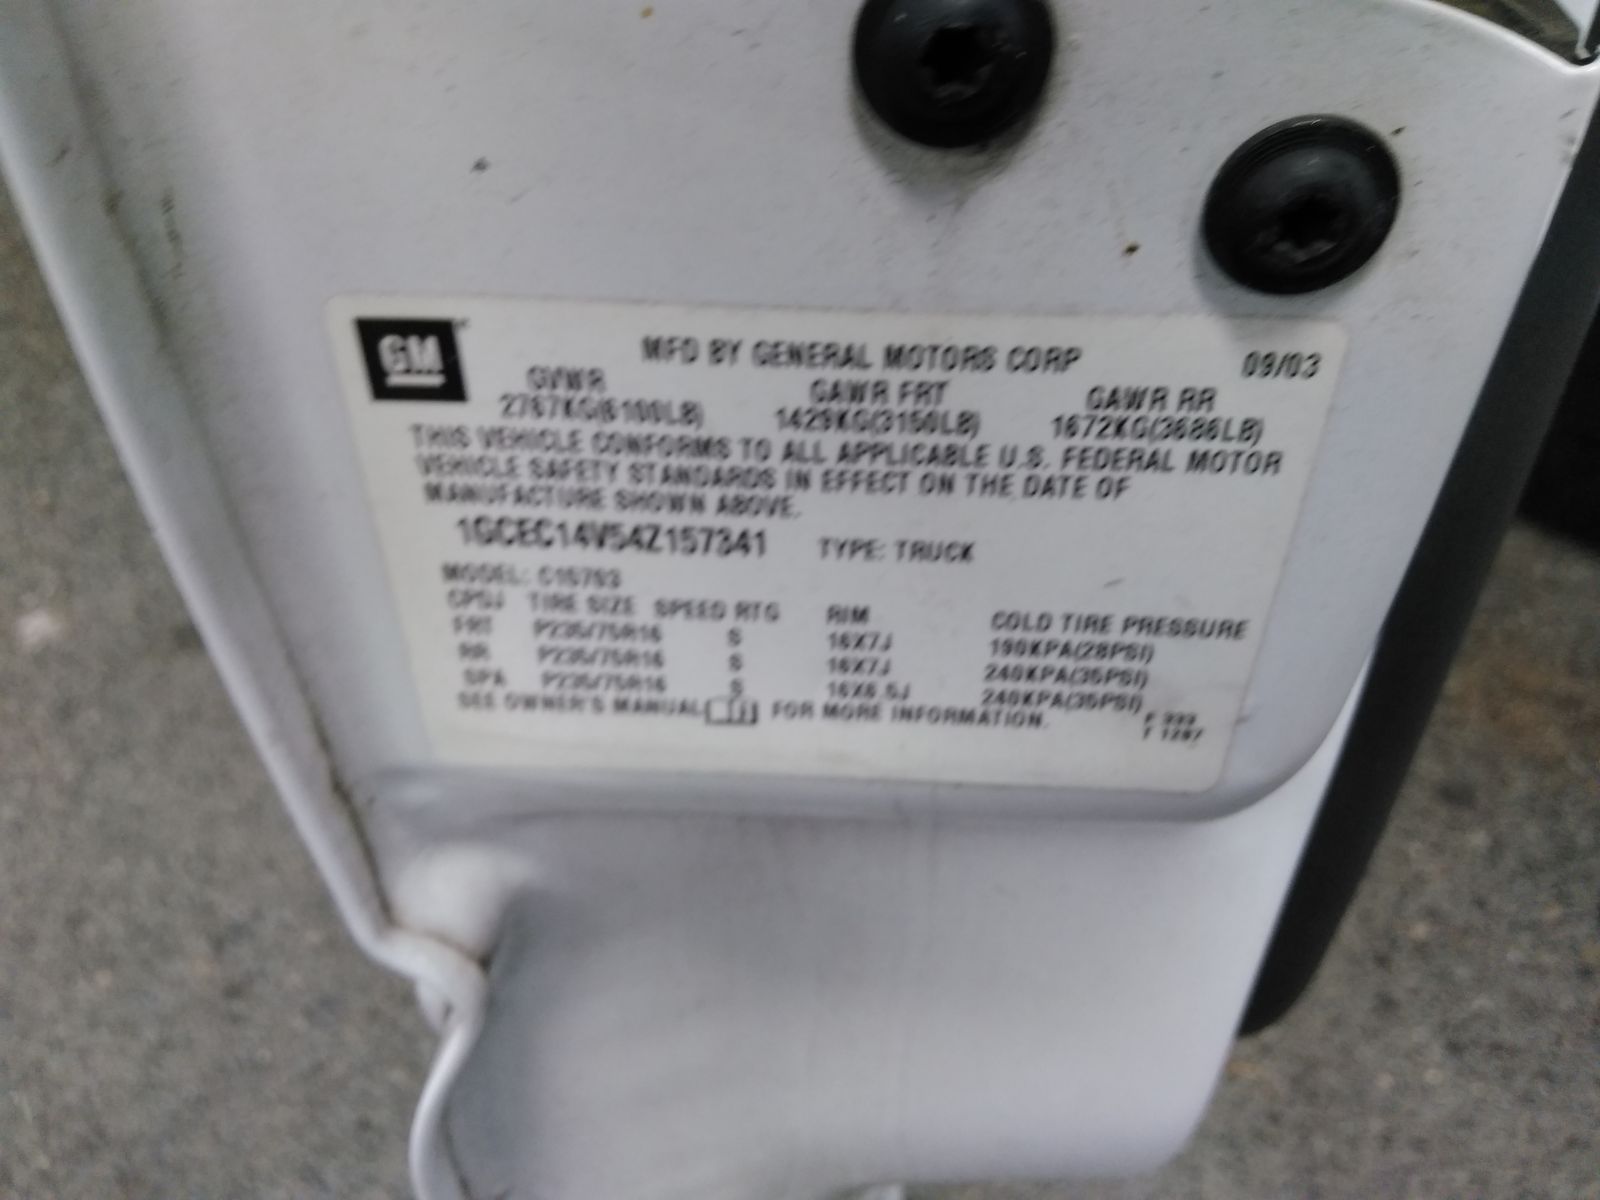 GM
MFD BY GENERAL MOTORS CORP 09/03
GVWR GAWR FRT GAWR RR
2767KG(6100LB) 1429KG(3150LB) 1672KG(3686LB)
THIS VEHICLE CONFORMS TO ALL APPLICABLE U.S. FEDERAL MOTOR
VEHICLE SAFETY STANDARDS IN EFFECT ON THE DATE OF
MANUFACTURE SHOWN ABOVE.
1GCEC14V54Z157341 TYPE: TRUCK
MODEL:
TIRE SIZE SPEED RTG RIM COLD TIRE PRESSURE
FRT P235/75R16 S 16X7J 190KPA(28PSI)
RR P235/75R16 S 16X7J 240KPA(35PSI)
SPA P235/75R16 S 16X6.5J 240KPA(35PSI)
SEE OWNER'S MANUAL FOR MORE INFORMATION.